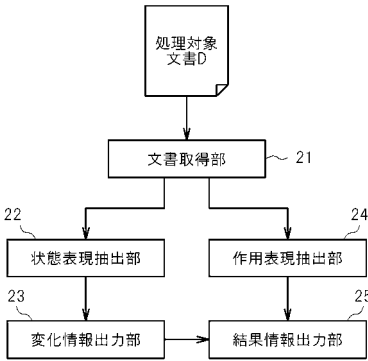 処理対象
文書D
文書取得部
21
22
状態表現抽出部
24
作用表現抽出部
23
変化情報出力部
25
結果情報出力部